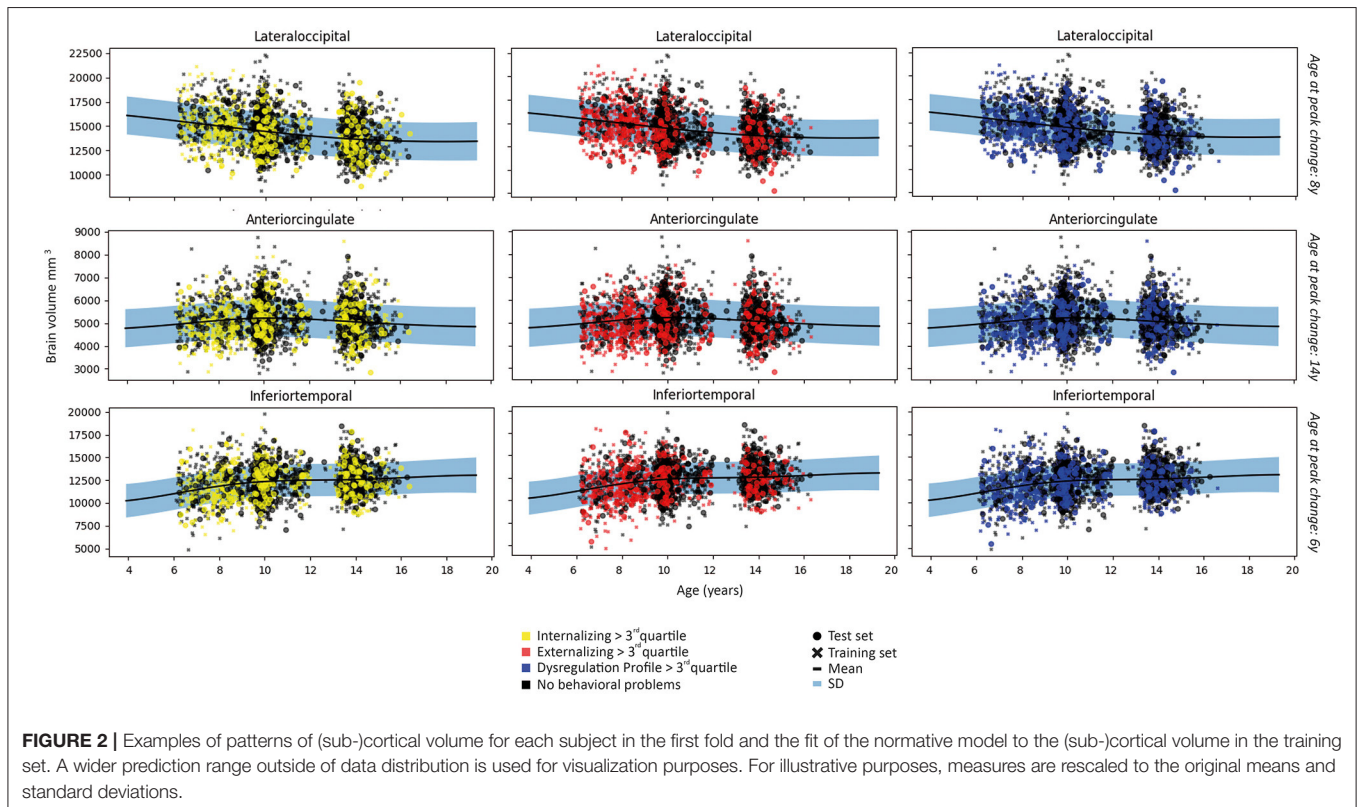 Lateraloccipital Lateraloccipital Lateraloccipital
22500
20000
17500
15000
12500
10000
Age at peak change: 8y
Anteriorcingulate Anteriorcingulate Anteriorcingulate
9000
8000
7000
6000
5000
4000
3000
Brain volume mm³
Age at peak change: 14y
Inferiortemporal Inferiortemporal Inferiortemporal
20000
17500
15000
12500
10000
7500
5000
Age at peak change: 6y
4 6 8 10 12 14 16 18 20 4 6 8 10 12 14 16 18 20 4 6 8 10 12 14 16 18 20
Age (years)
Internalizing > 3rd quartile
Externalizing > 3rd quartile
Dysregulation Profile > 3rd quartile
No behavioral problems
Test set
Training set
Mean
SD
FIGURE 2 | Examples of patterns of (sub-)cortical volume for each subject in the first fold and the fit of the normative model to the (sub-)cortical volume in the training
set. A wider prediction range outside of data distribution is used for visualization purposes. For illustrative purposes, measures are rescaled to the original means and
standard deviations.